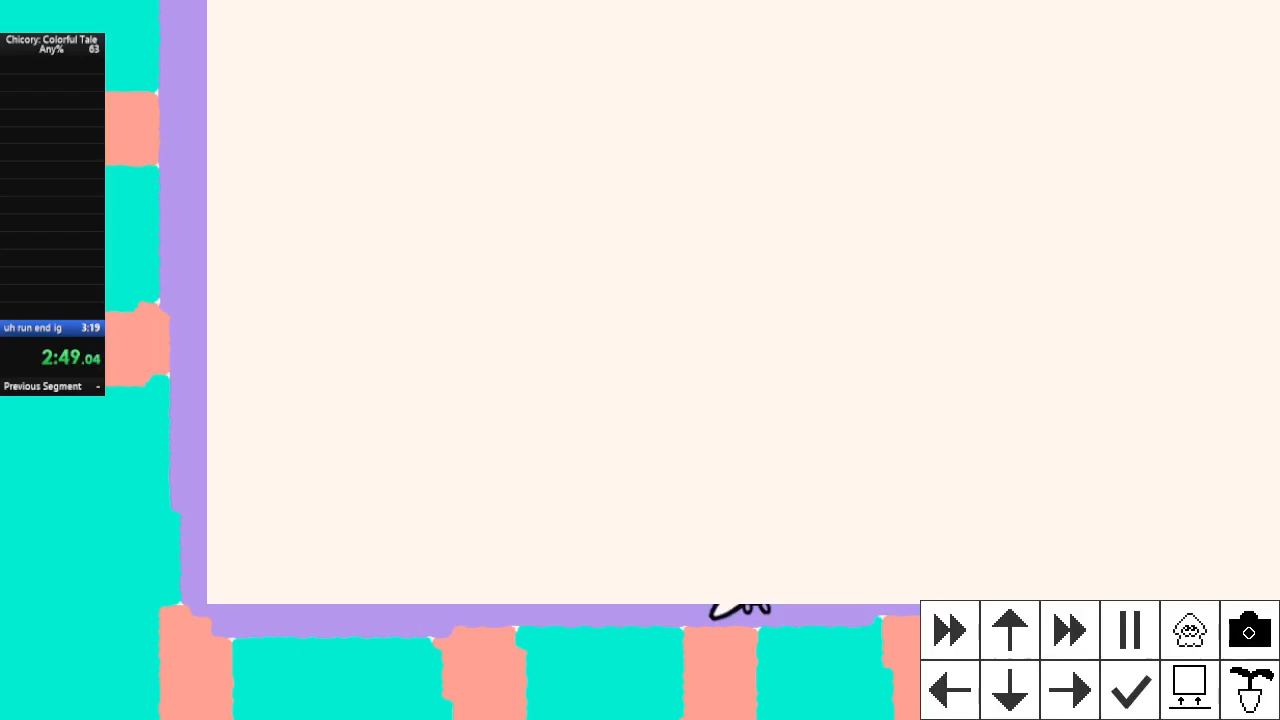 Chicory: Colorful Tale
Any% 63
uh run end ig 3:19
2:49.04
Previous Segment -